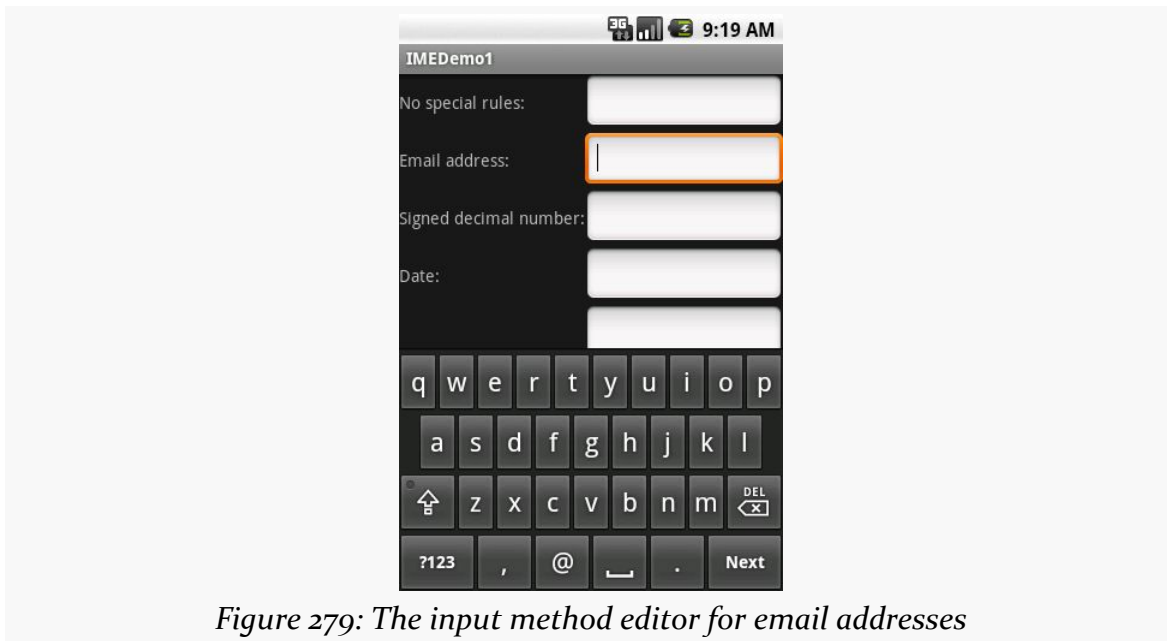 3G 9:19 AM
IMEDemo1
No special rules:
Email address:
Signed decimal number:
Date:
q w e r t y u i o p
a s d f g h j k l
z x c v b n m DEL
?123 , @ . Next
Figure 279: The input method editor for email addresses